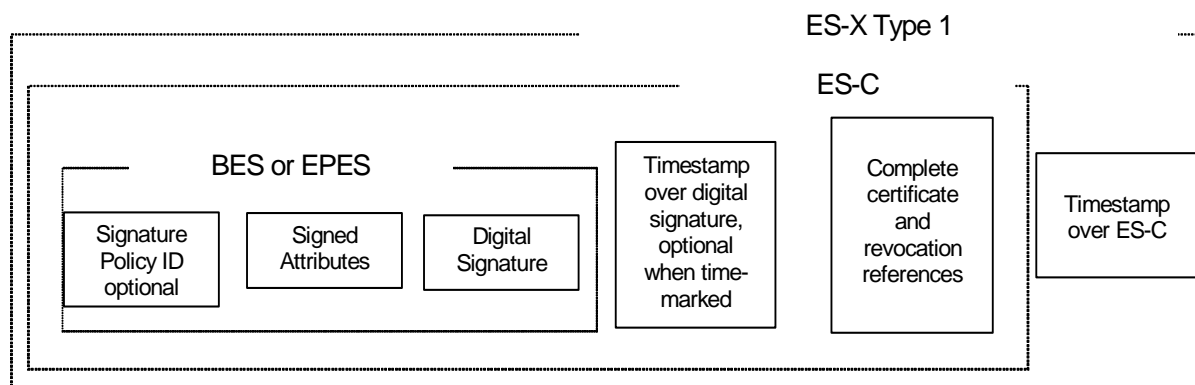 ES-X Type 1
ES-C
BES or EPES
Signature
Policy ID
optional
Signed
Attributes
Digital
Signature
Timestamp
over digital
signature,
optional
when time-
marked
Complete
certificate
and
revocation
references
Timestamp
over ES-C